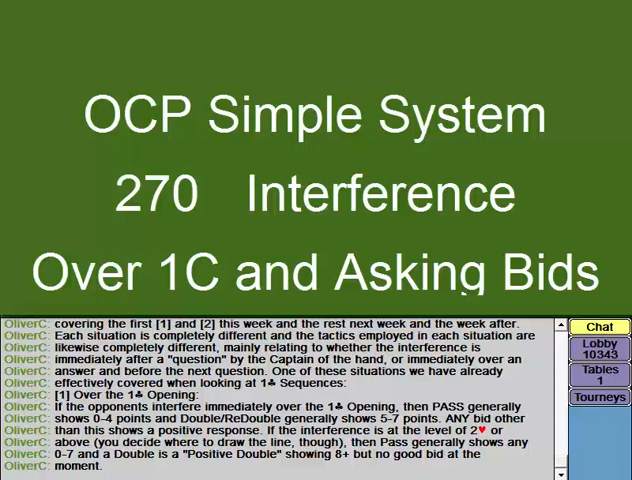 OCP Simple System
270 Interference
Over 1C and Asking Bids
OliverC: covering the first [1] and [2] this week and the rest next week and the week after.
OliverC: Each situation is completely different and the tactics employed in each situation are
OliverC: likewise completely different, mainly relating to whether the interference is
OliverC: immediately after a "question" by the Captain of the hand, or immediately over an
OliverC: answer and before the next question. One of these situations we have already
OliverC: effectively covered when looking at 1♣ Sequences:
OliverC: [1] Over the 1♣ Opening:
OliverC: If the opponents interfere immediately over the 1♣ Opening, then PASS generally
OliverC: shows 0-4 points and Double/ReDouble generally shows 5-7 points. ANY bid other
OliverC: than this shows a positive response. If the interference is at the level of 2♥ or
OliverC: above (you decide where to draw the line, though), then Pass generally shows any
OliverC: 0-7 and a Double is a "Positive Double" showing 8+ but no good bid at the
OliverC: moment.
Chat
Lobby
10343
Tables
1
Tourneys